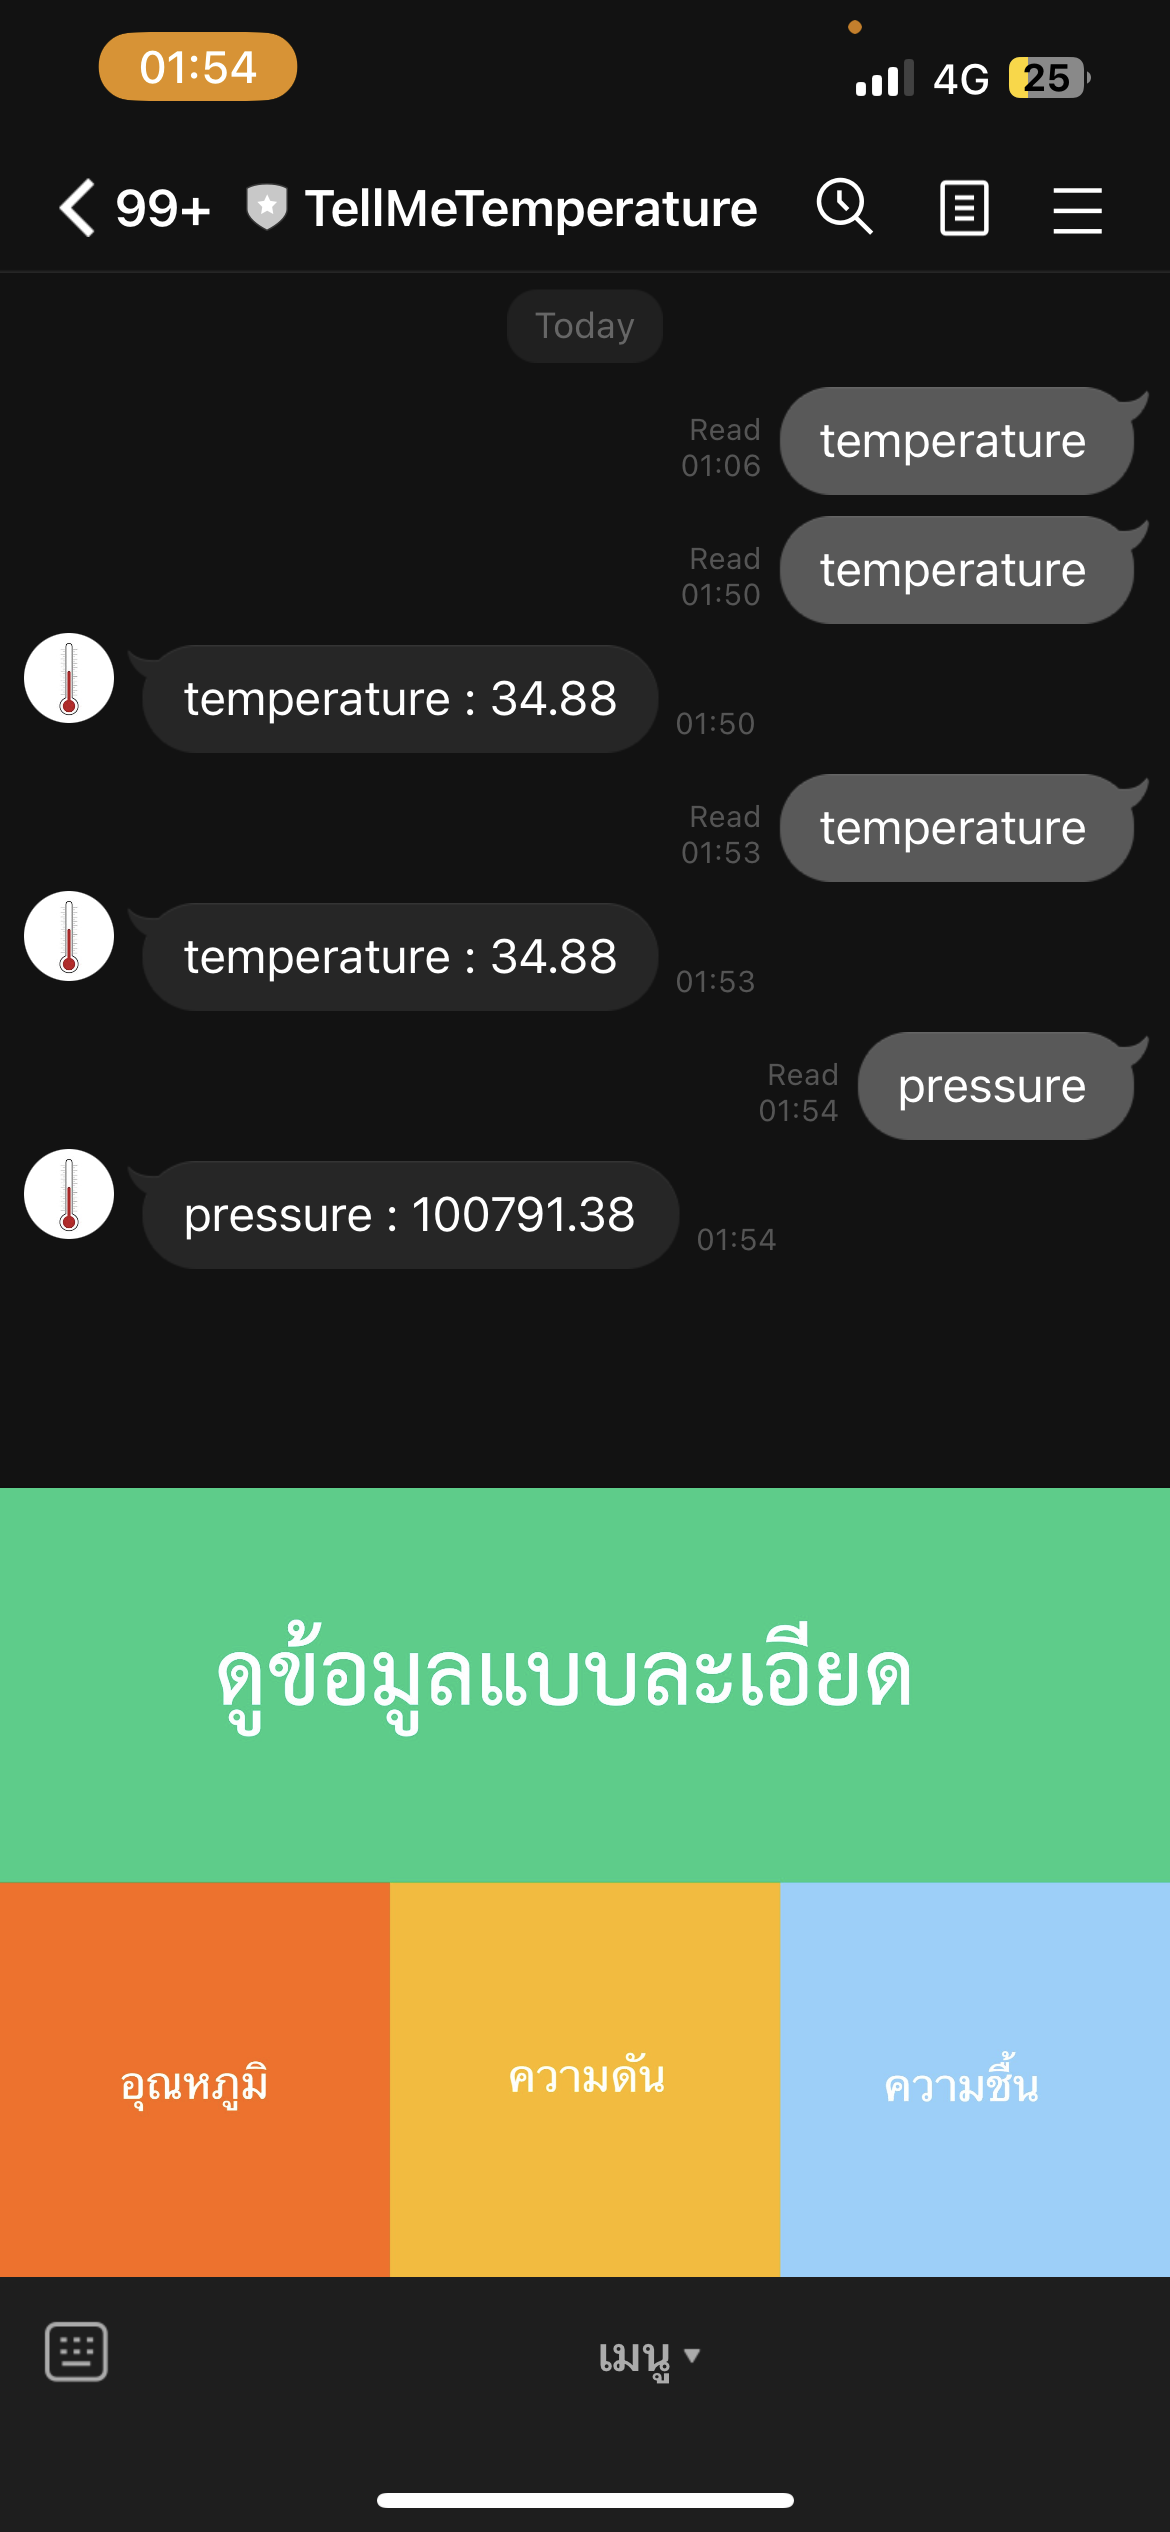 01:54
4G 25
99+ TellMeTemperature
Today
Read
01:06
temperature
Read
01:50
temperature
temperature : 34.88
01:50
Read
01:53
temperature
temperature : 34.88
01:53
Read
01:54
pressure
pressure : 100791.38
01:54
ดูข้อมูลแบบละเอียด
อุณหภูมิ
ความดัน
ความชื้น
เมนู